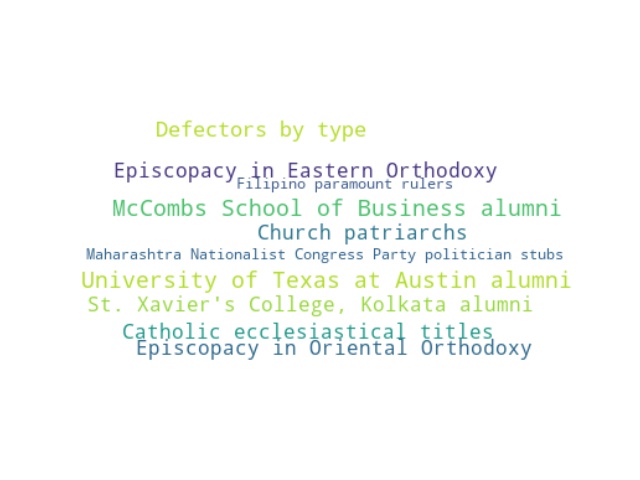 Defectors by type
Episcopacy in Eastern Orthodoxy
Filipino paramount rulers
McCombs School of Business alumni
Church patriarchs
Maharashtra Nationalist Congress Party politician stubs
University of Texas at Austin alumni
St. Xavier's College, Kolkata alumni
Catholic ecclesiastical titles
Episcopacy in Oriental Orthodoxy